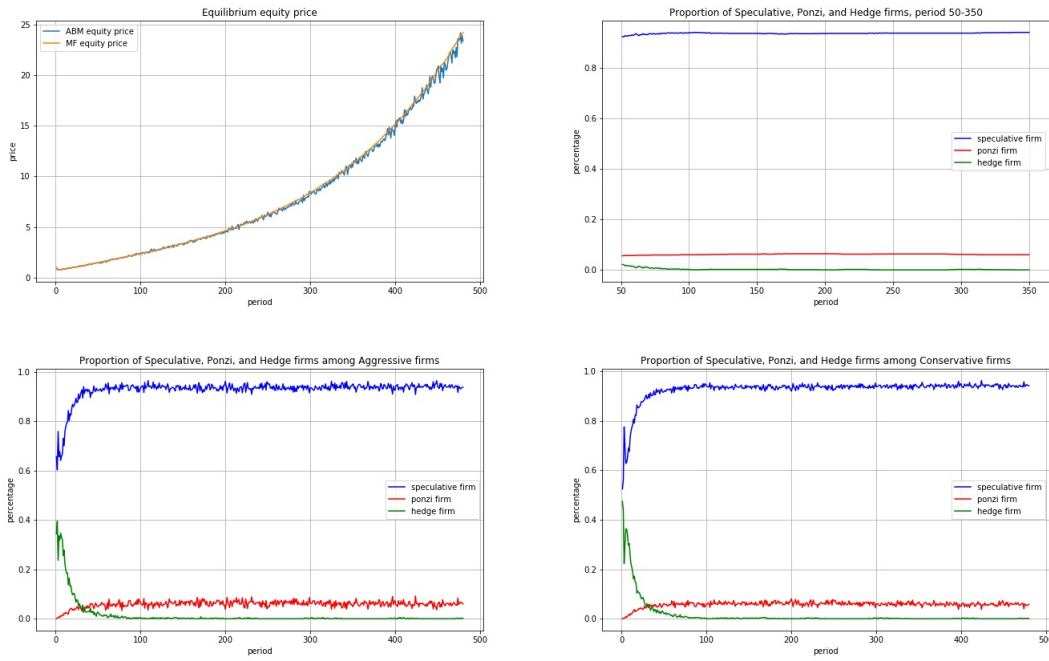 Equilibrium equity price
25
20
15
10
5
0
price
ABM equity price
MF equity price
0 100 200 300 400 500
period
Proportion of Speculative, Ponzi, and Hedge firms, period 50-350
0.8
0.6
0.4
0.2
0.0
percentage
speculative firm
ponzi firm
hedge firm
50 100 150 200 250 300 350
period
Proportion of Speculative, Ponzi, and Hedge firms among Aggressive firms
1.0
0.8
0.6
0.4
0.2
0.0
percentage
speculative firm
ponzi firm
hedge firm
0 100 200 300 400 500
period
Proportion of Speculative, Ponzi, and Hedge firms among Conservative firms
1.0
0.8
0.6
0.4
0.2
0.0
percentage
speculative firm
ponzi firm
hedge firm
0 100 200 300 400 50
period